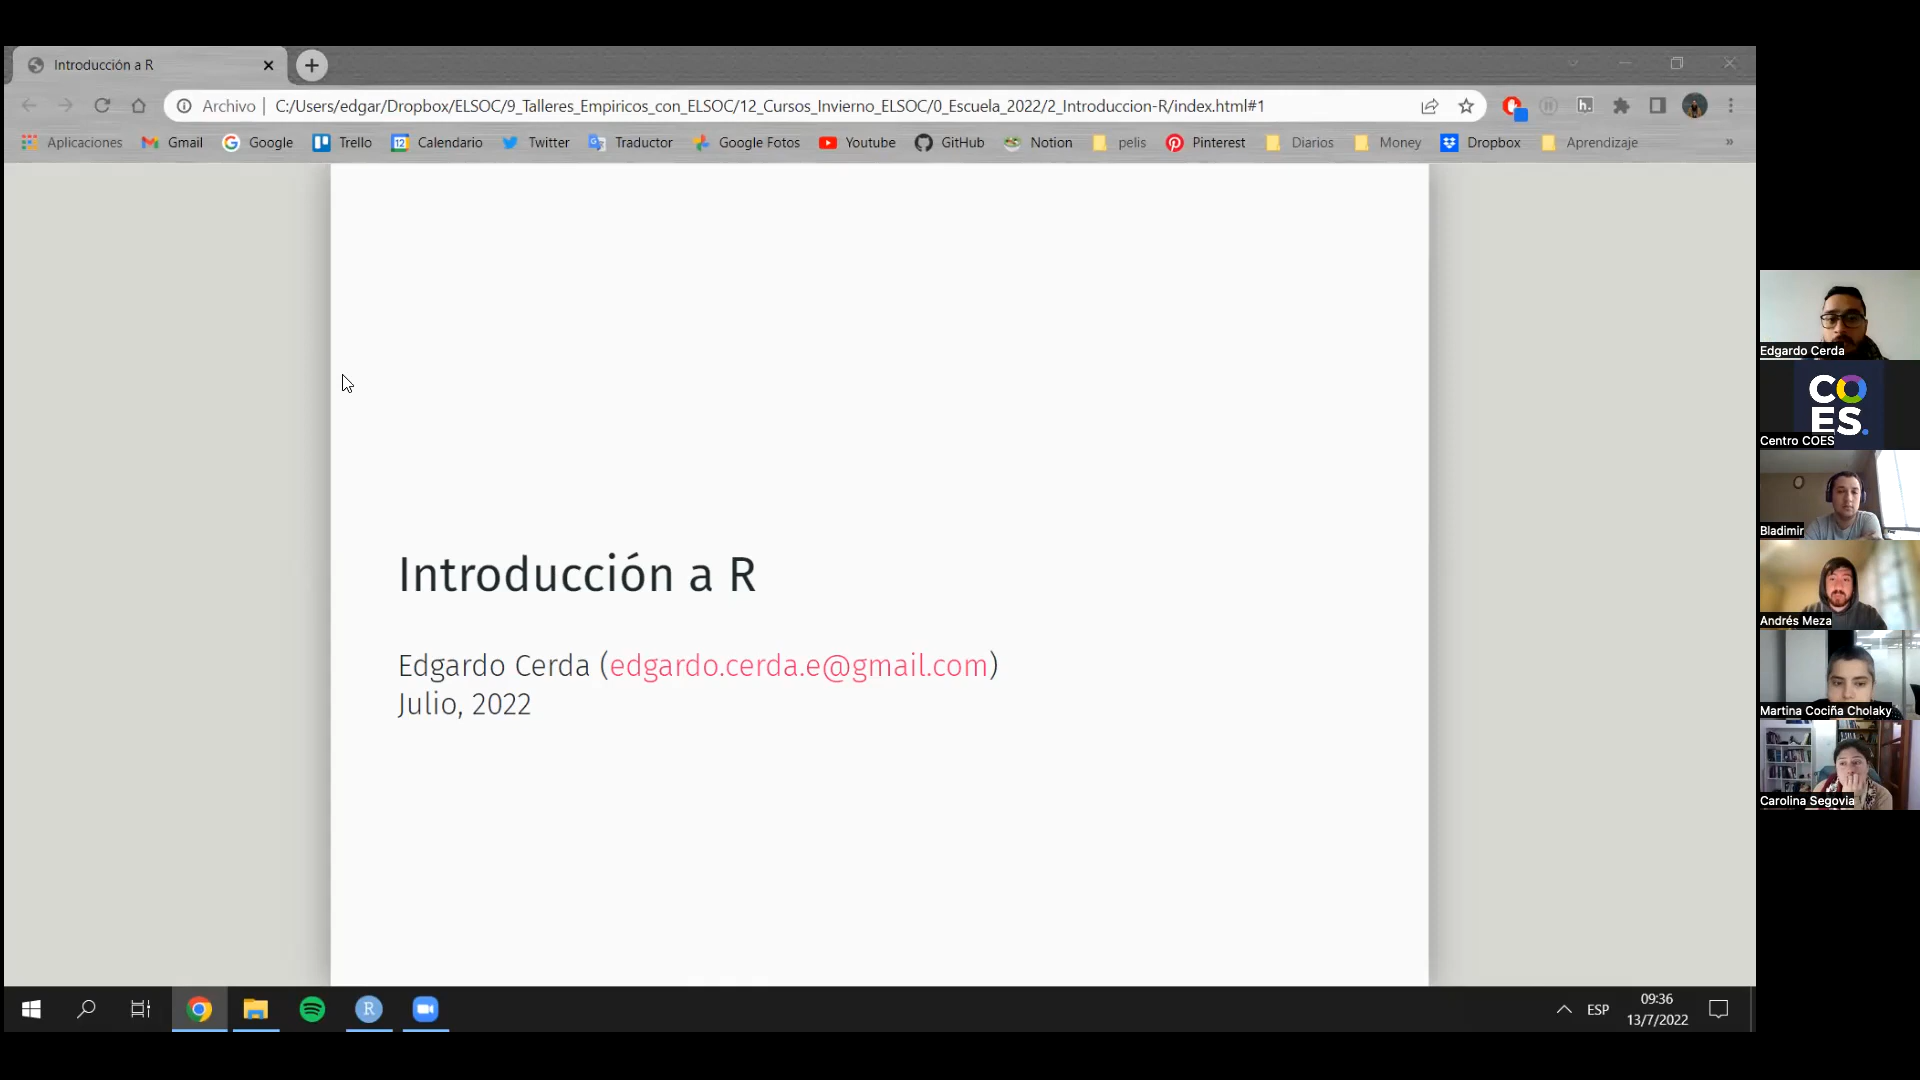 Introducción a R
Archivo | C:/Users/edgar/Dropbox/ELSOC/9_Talleres_Empiricos_con_ELSOC/12_Cursos_Invierno_ELSOC/0_Escuela_2022/2_Introduccion-R/index.html#1
h.
Aplicaciones Gmail Google Trello 12 Calendario Twitter Traductor Google Fotos Youtube GitHub Notion pelis Pinterest Diarios Money Dropbox Aprendizaje »
Introducción a R
Edgardo Cerda (edgardo.cerda.e@gmail.com)
Julio, 2022
Edgardo Cerda
CO
ES.
Centro COES
Bladimir
Andrés Meza
Martina Cociña Cholaky
Carolina Segovia
R
ESP
09:36
13/7/2022